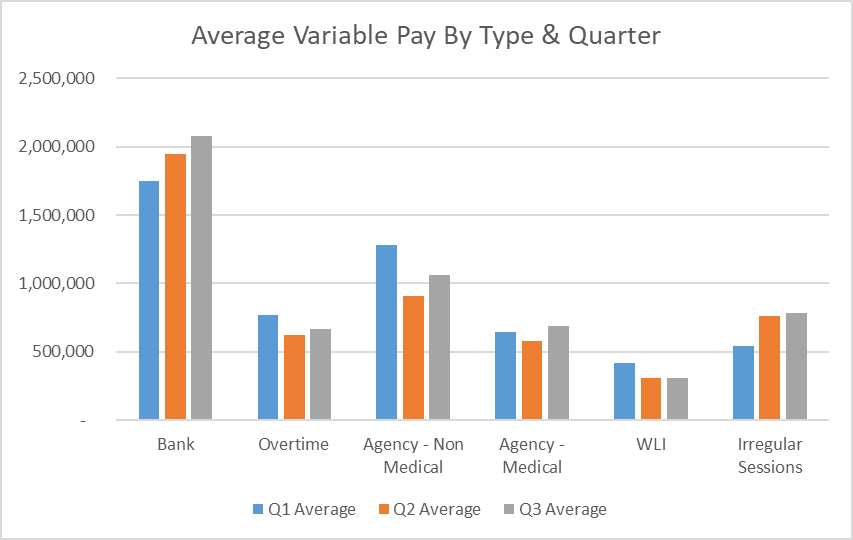 Average Variable Pay By Type & Quarter
2,500,000
2,000,000
1,500,000
1,000,000
500,000
-
Bank
Overtime
Agency - Non
Medical
Agency -
Medical
WLI
Irregular
Sessions
Q1 Average
Q2 Average
Q3 Average